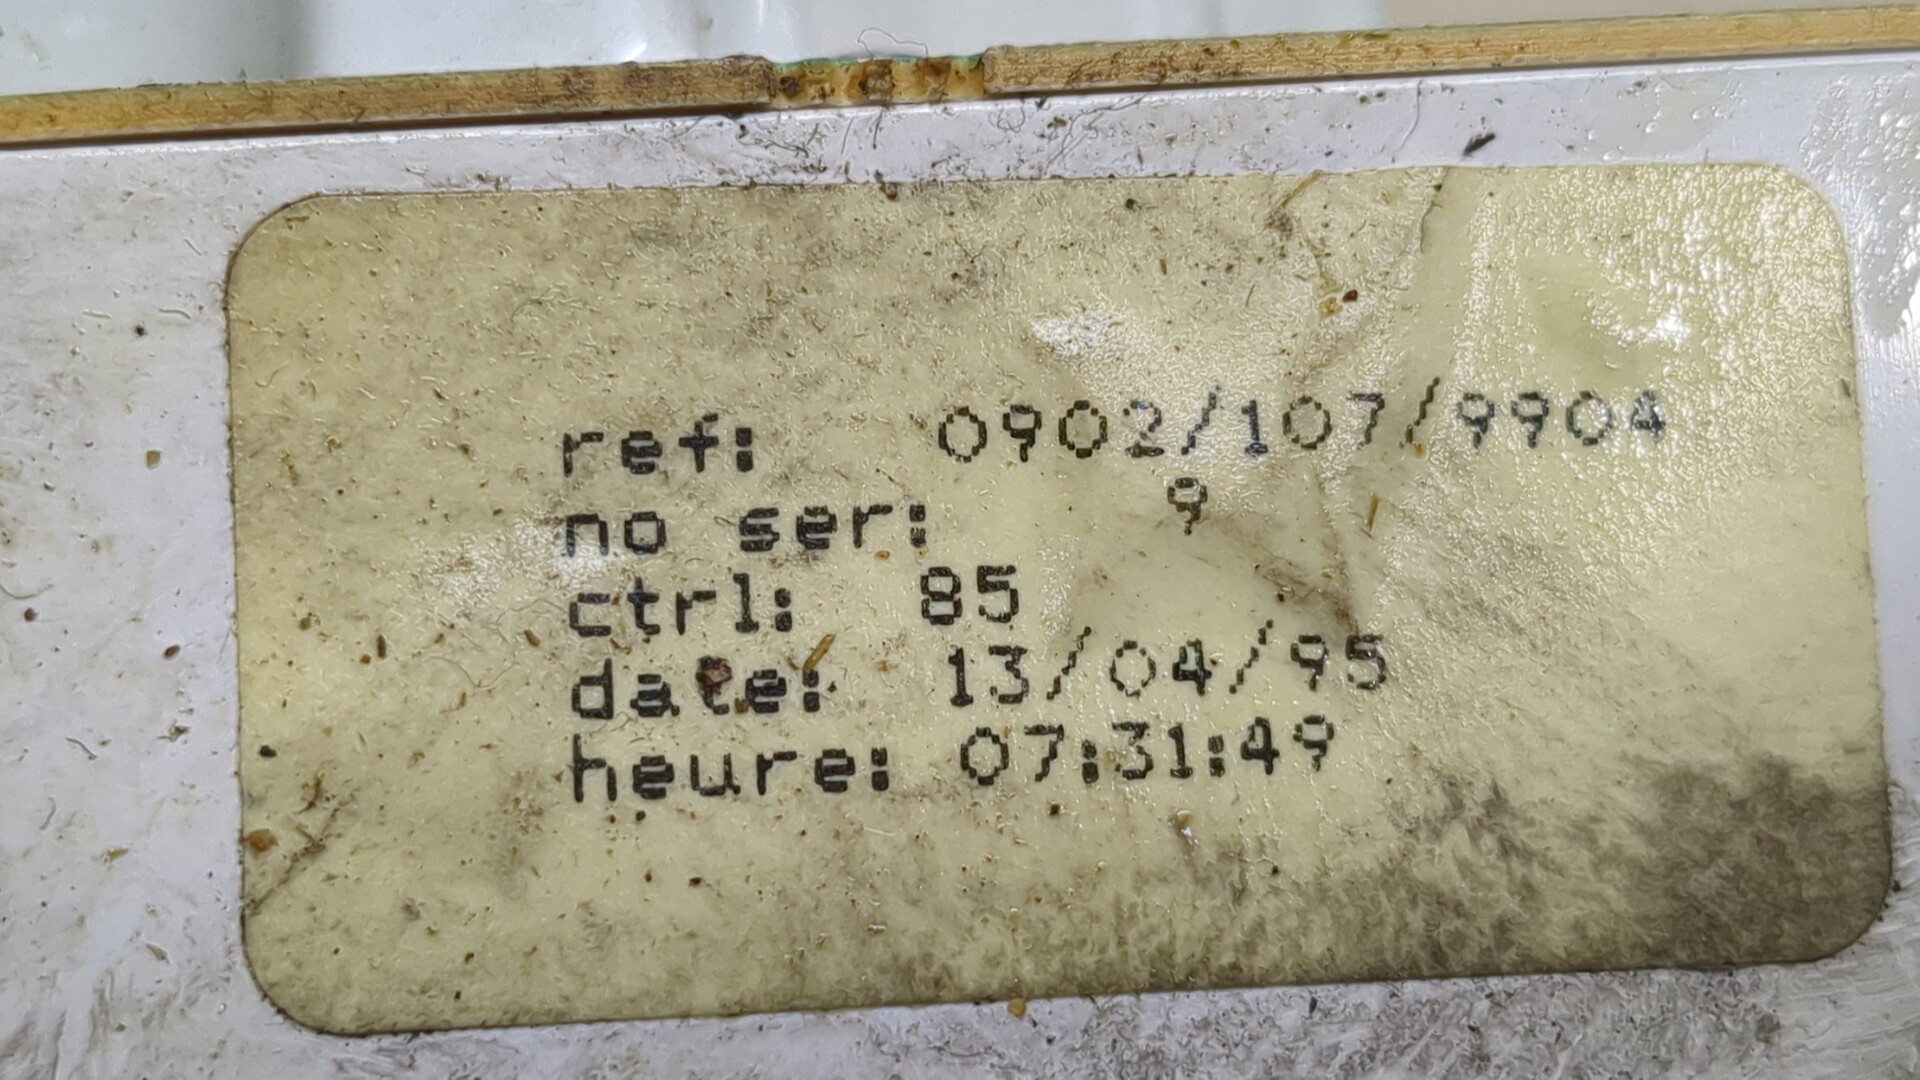 ref: 0902/107/9904
no ser: 9
ctrl: 85
date: 13/04/95
heure: 07:31:49